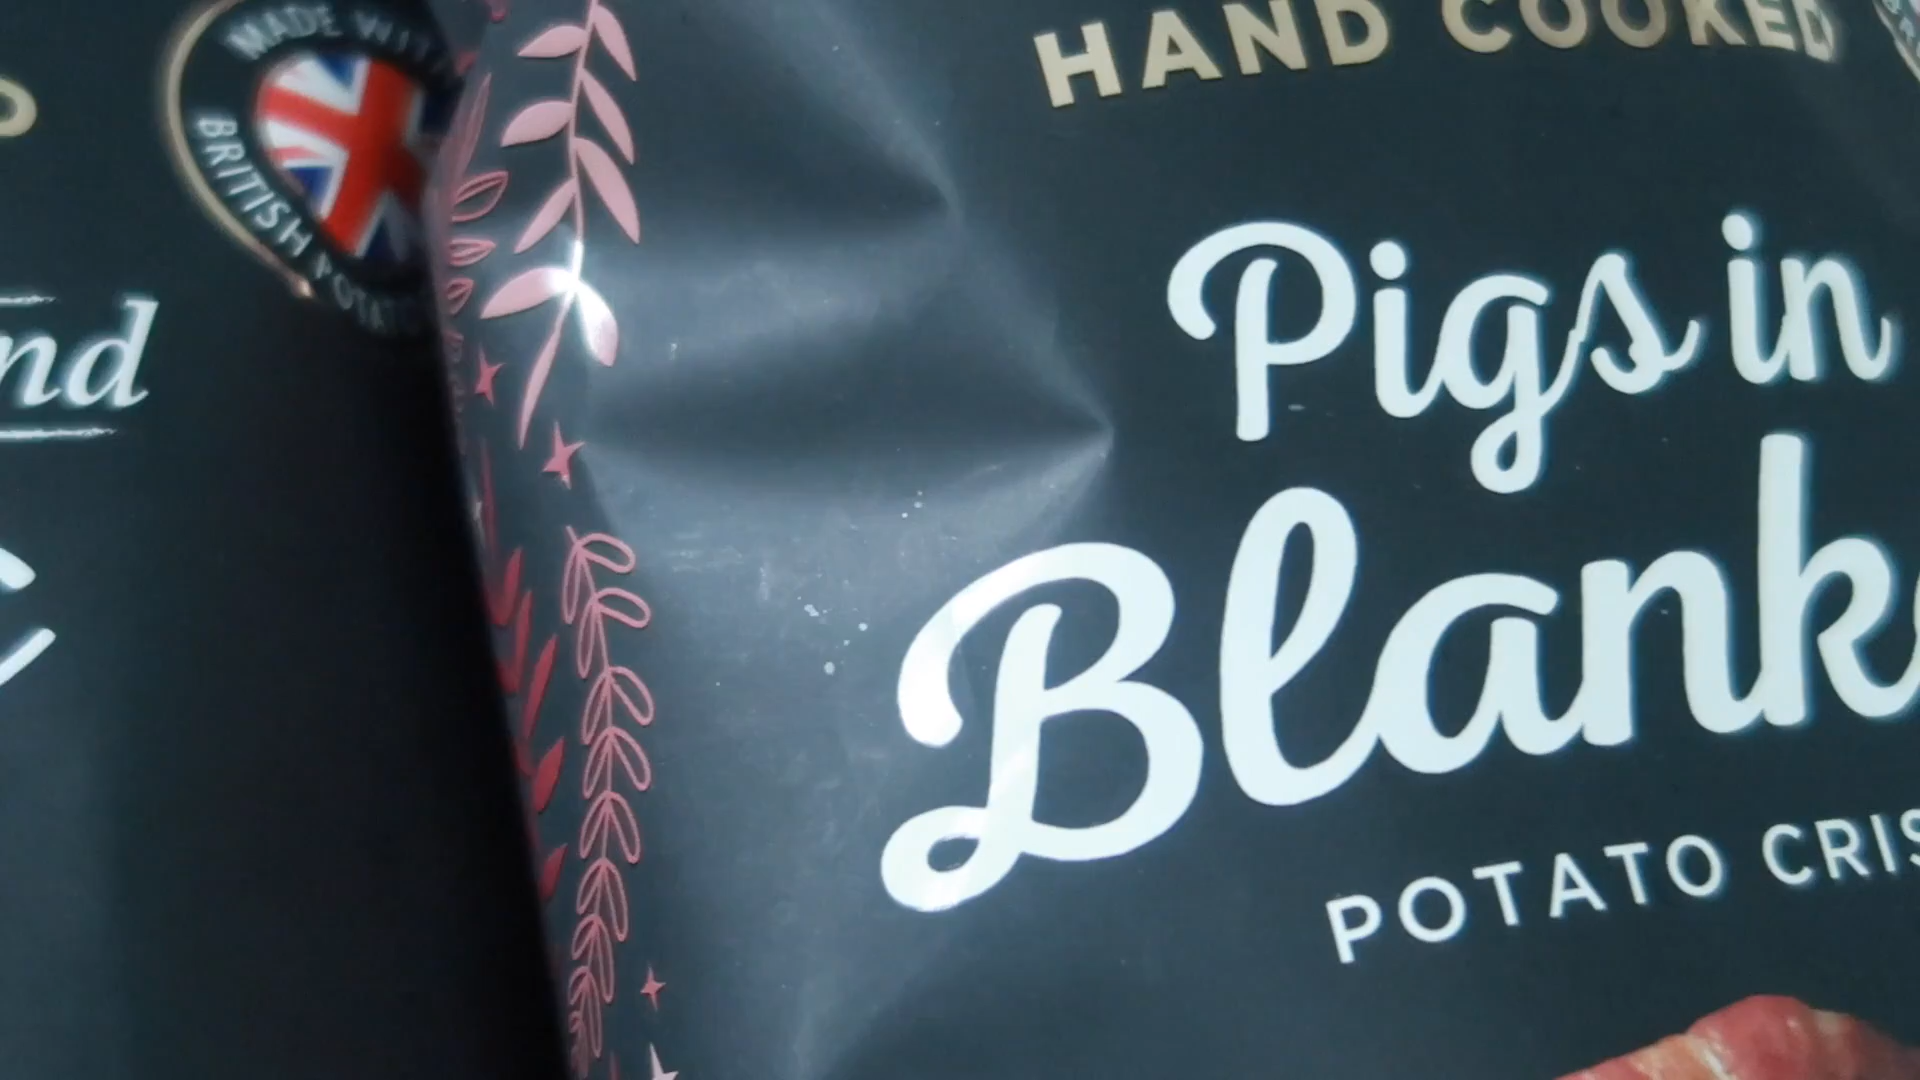 MADE WITH
BRITISH POTATO
nd
HAND COOKED
Pigs in
Blank
POTATO CRIS